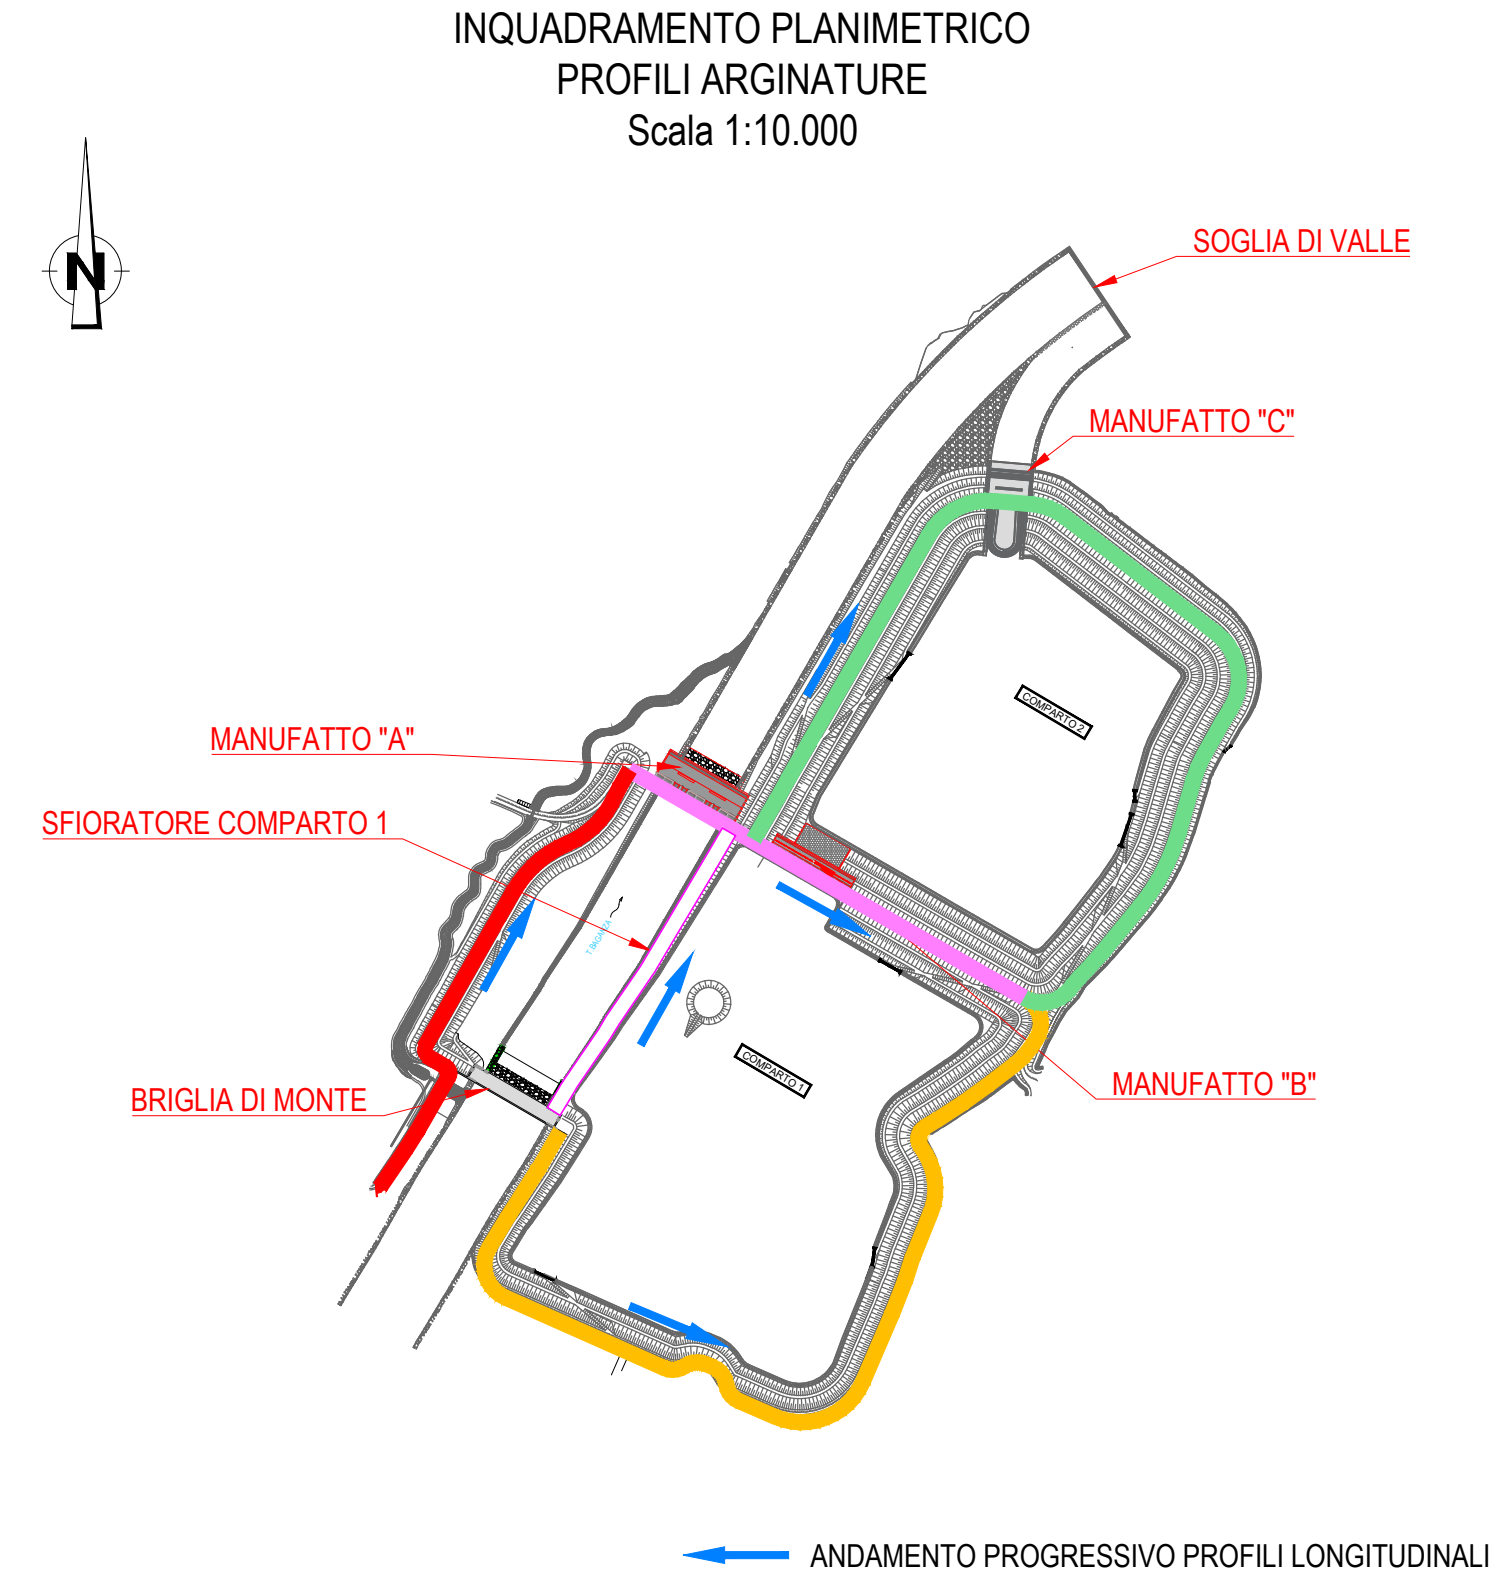 INQUADRAMENTO PLANIMETRICO
PROFILI ARGINATURE
Scala 1:10.000
N
SOGLIA DI VALLE
MANUFATTO "C"
COMPARTO 2
MANUFATTO "A"
SFIORATORE COMPARTO 1
T.BAGANZA
COMPARTO 1
MANUFATTO "B"
BRIGLIA DI MONTE
ANDAMENTO PROGRESSIVO PROFILI LONGITUDINALI